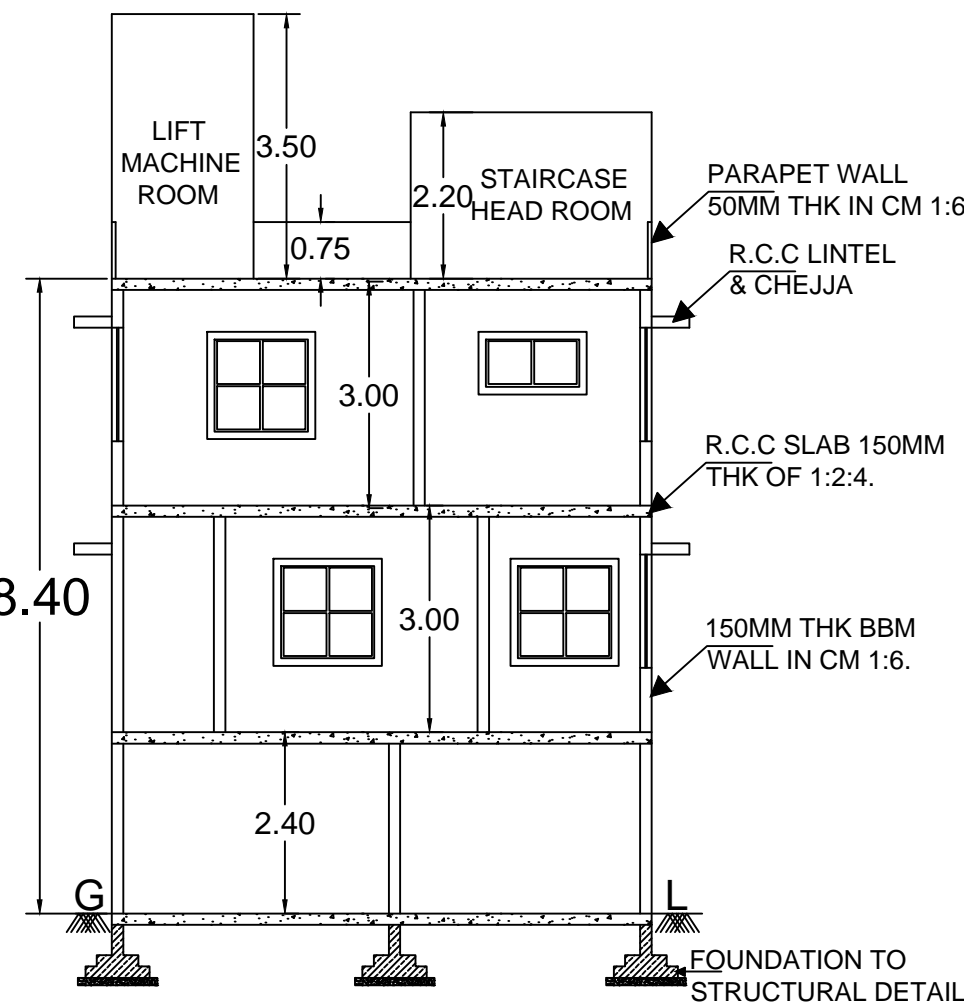 LIFT
MACHINE
ROOM
3.50
2.20
STAIRCASE
HEAD ROOM
0.75
PARAPET WALL
50MM THK IN CM 1:6
R.C.C LINTEL
& CHEJJA
3.00
R.C.C SLAB 150MM
THK OF 1:2:4.
8.40
3.00
150MM THK BBM
WALL IN CM 1:6.
2.40
G
L
FOUNDATION TO
STRUCTURAL DETAIL